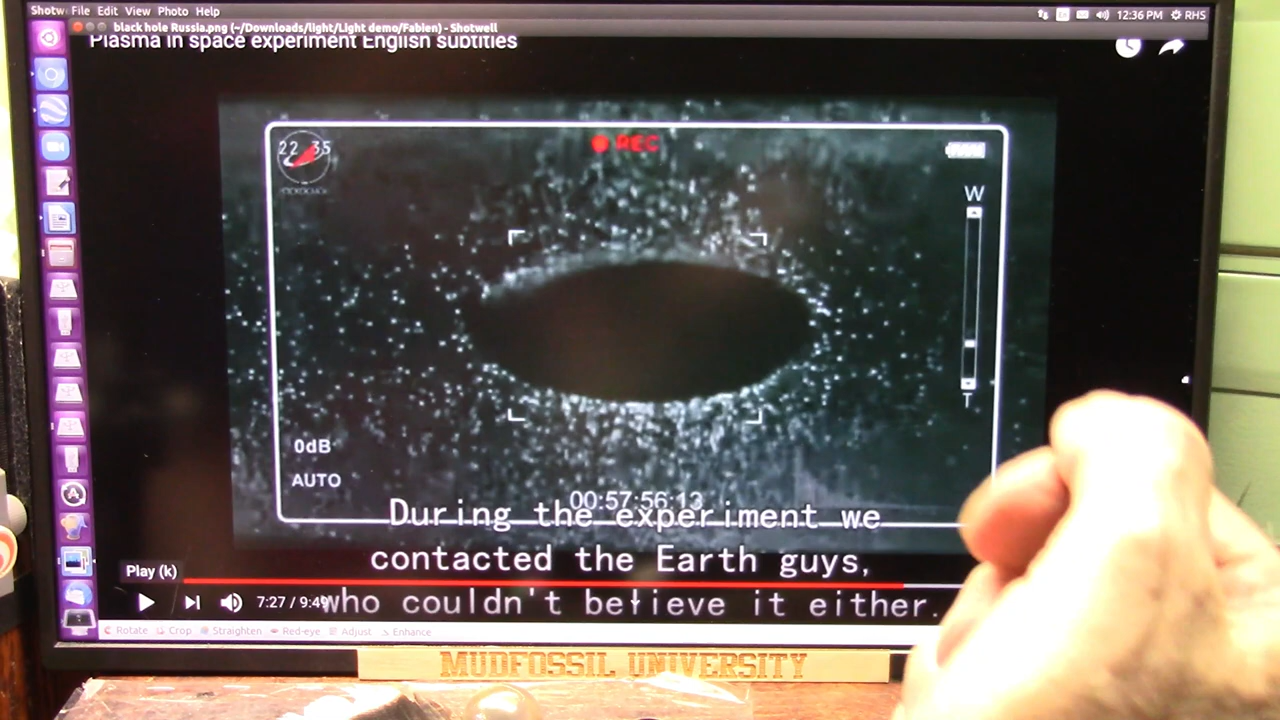 Shotw File Edit View Photo Help
12:36 PM RHS
black hole Russia.png (~/Downloads/light/Light demo/Fabien) - Shotwell
Plasma in space experiment English subtitles
22 35
REC
W
T
0dB
AUTO
00:57:56:13
During the experiment we
contacted the Earth guys,
Play (k)
7:27 / 9:49
who couldn't believe it either.
Rotate Crop Straighten Red-eye Adjust Enhance
MUDFOSSIL UNIVERSITY